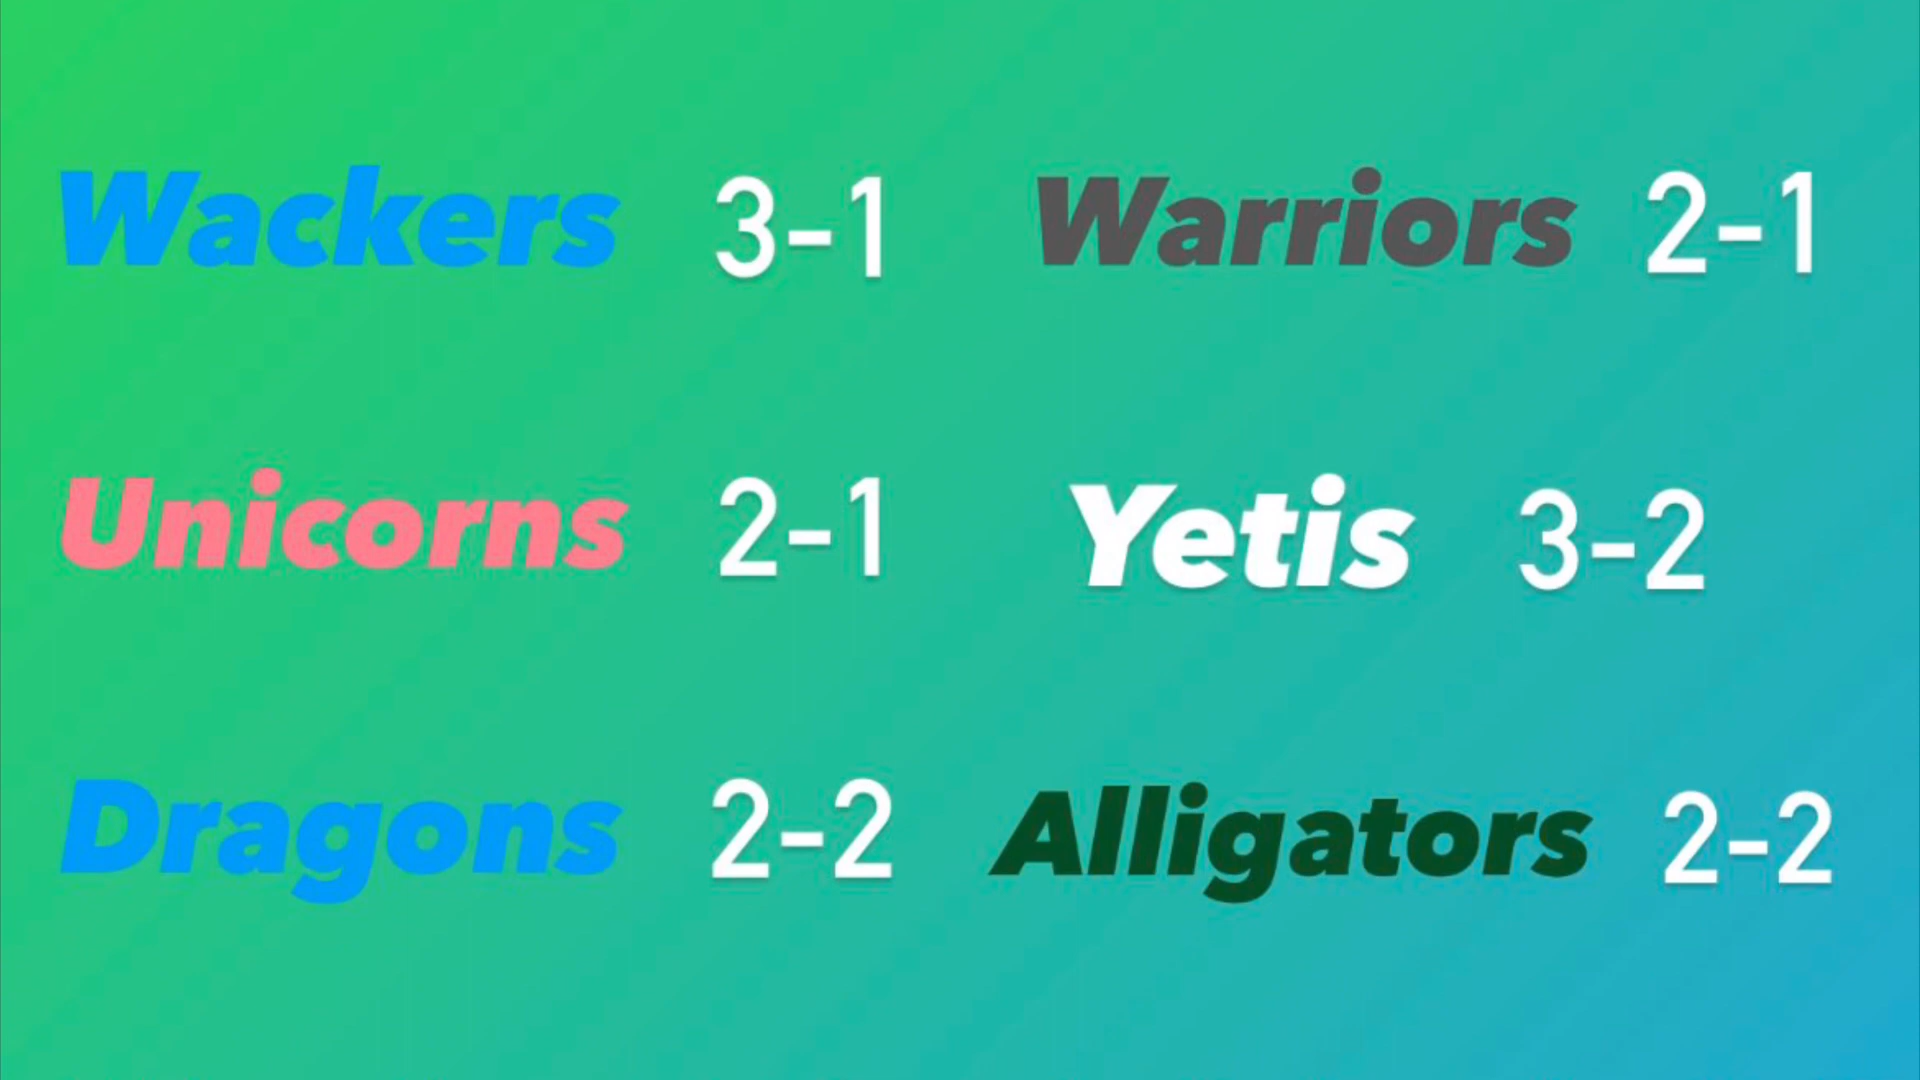 Wackers 3-1 Warriors 2-1
Unicorns 2-1 Yetis 3-2
Dragons 2-2 Alligators 2-2